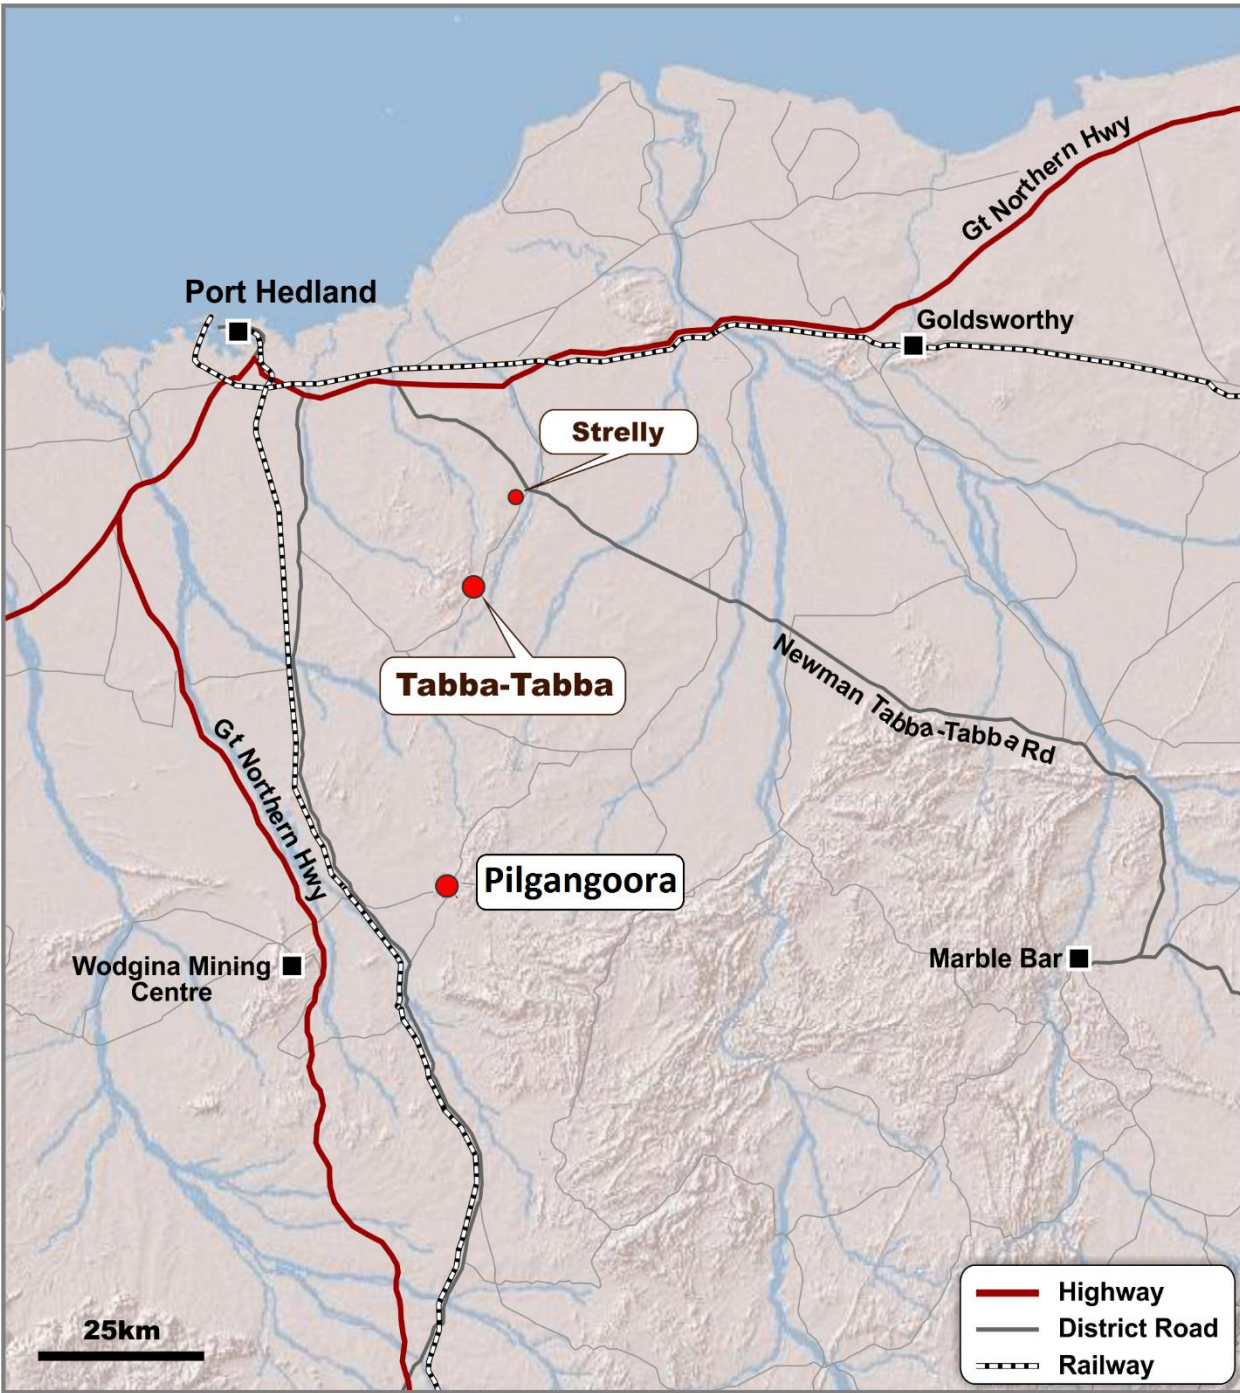 Gt Northern Hwy
Port Hedland
Goldsworthy
Strelly
Tabba-Tabba
Newman Tabba-Tabba Rd
Gt Northern Hwy
Pilgangoora
Wodgina Mining
Centre
Marble Bar
25km
Highway
District Road
Railway